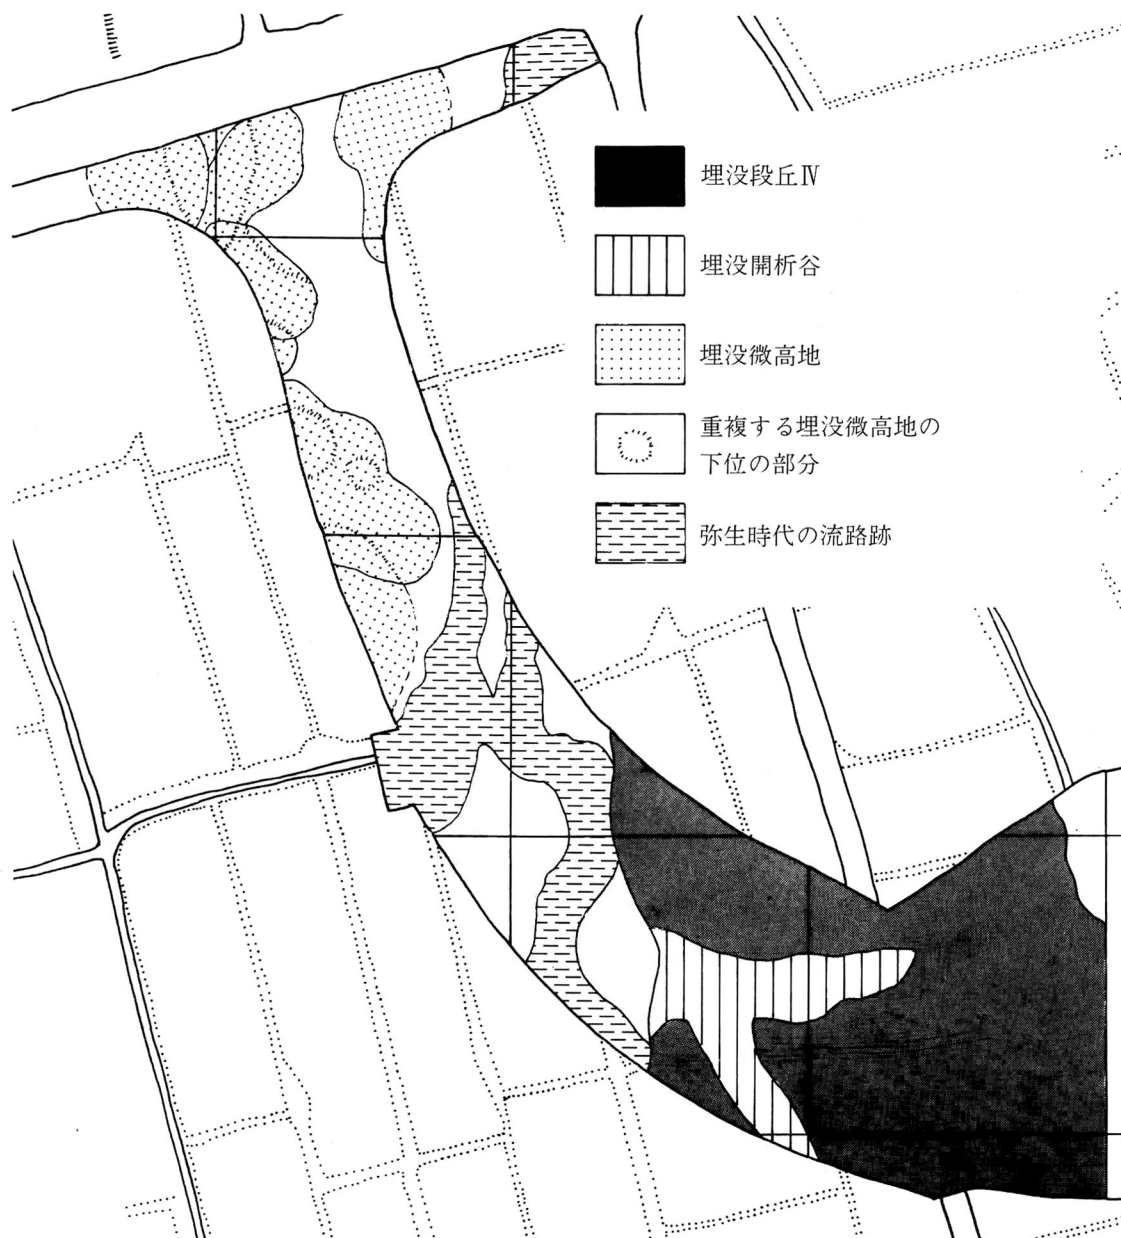 埋没段丘Ⅳ
埋没開析谷
埋没微高地
重複する埋没微高地の
下位の部分
弥生時代の流路跡